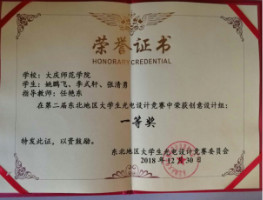 荣誉证书
HONORARY CREDENTIAL
学校：大庆师范学院
学生：姚鹏飞、季式轩、张清勇
指导教师：任艳东
在第二届东北地区大学生光电设计竞赛中荣获创意设计组：
一等奖
特发此证，以资鼓励。
东北地区大学生光电设计竞赛委员会
2018年12月30日